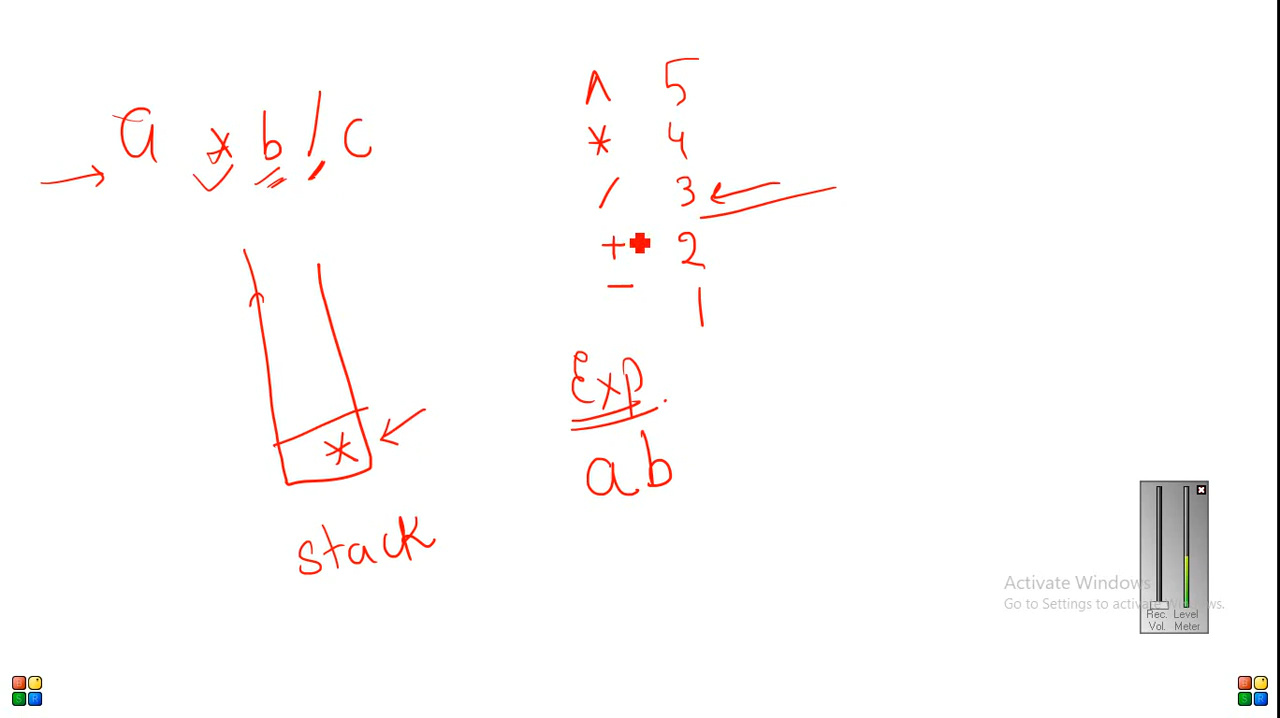 a * b / c
^ 5
* 4
/ 3
+ 2
- 1
*
stack
Exp.
ab
Rec. Vol.
Level Meter
Activate Windows
Go to Settings to activate Windows.